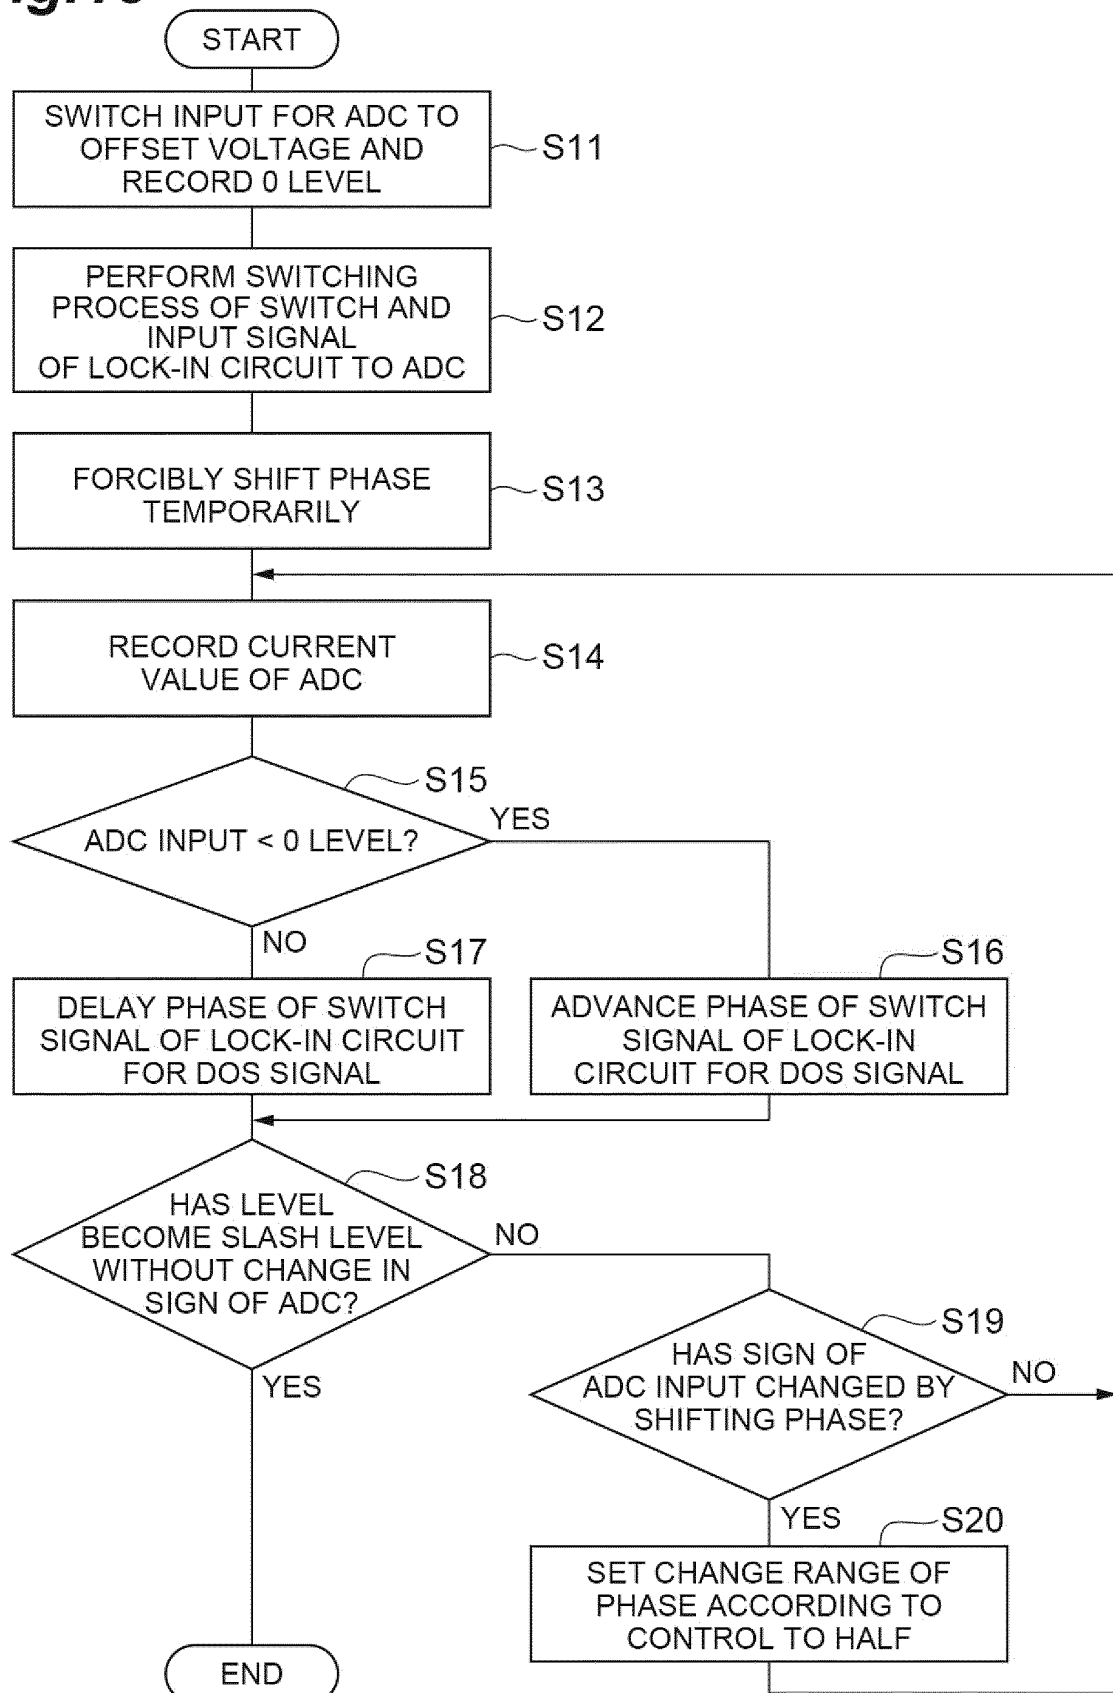 START
SWITCH INPUT FOR ADC TO
OFFSET VOLTAGE AND
RECORD 0 LEVEL
S11
PERFORM SWITCHING
PROCESS OF SWITCH AND
INPUT SIGNAL
OF LOCK-IN CIRCUIT TO ADC
S12
FORCIBLY SHIFT PHASE
TEMPORARILY
S13
RECORD CURRENT
VALUE OF ADC
S14
S15
ADC INPUT < 0 LEVEL?
YES
NO
S17
DELAY PHASE OF SWITCH
SIGNAL OF LOCK-IN CIRCUIT
FOR DOS SIGNAL
S16
ADVANCE PHASE OF SWITCH
SIGNAL OF LOCK-IN
CIRCUIT FOR DOS SIGNAL
S18
HAS LEVEL
BECOME SLASH LEVEL
WITHOUT CHANGE IN
SIGN OF ADC?
NO
YES
S19
HAS SIGN OF
ADC INPUT CHANGED BY
SHIFTING PHASE?
NO
YES
S20
SET CHANGE RANGE OF
PHASE ACCORDING TO
CONTROL TO HALF
END